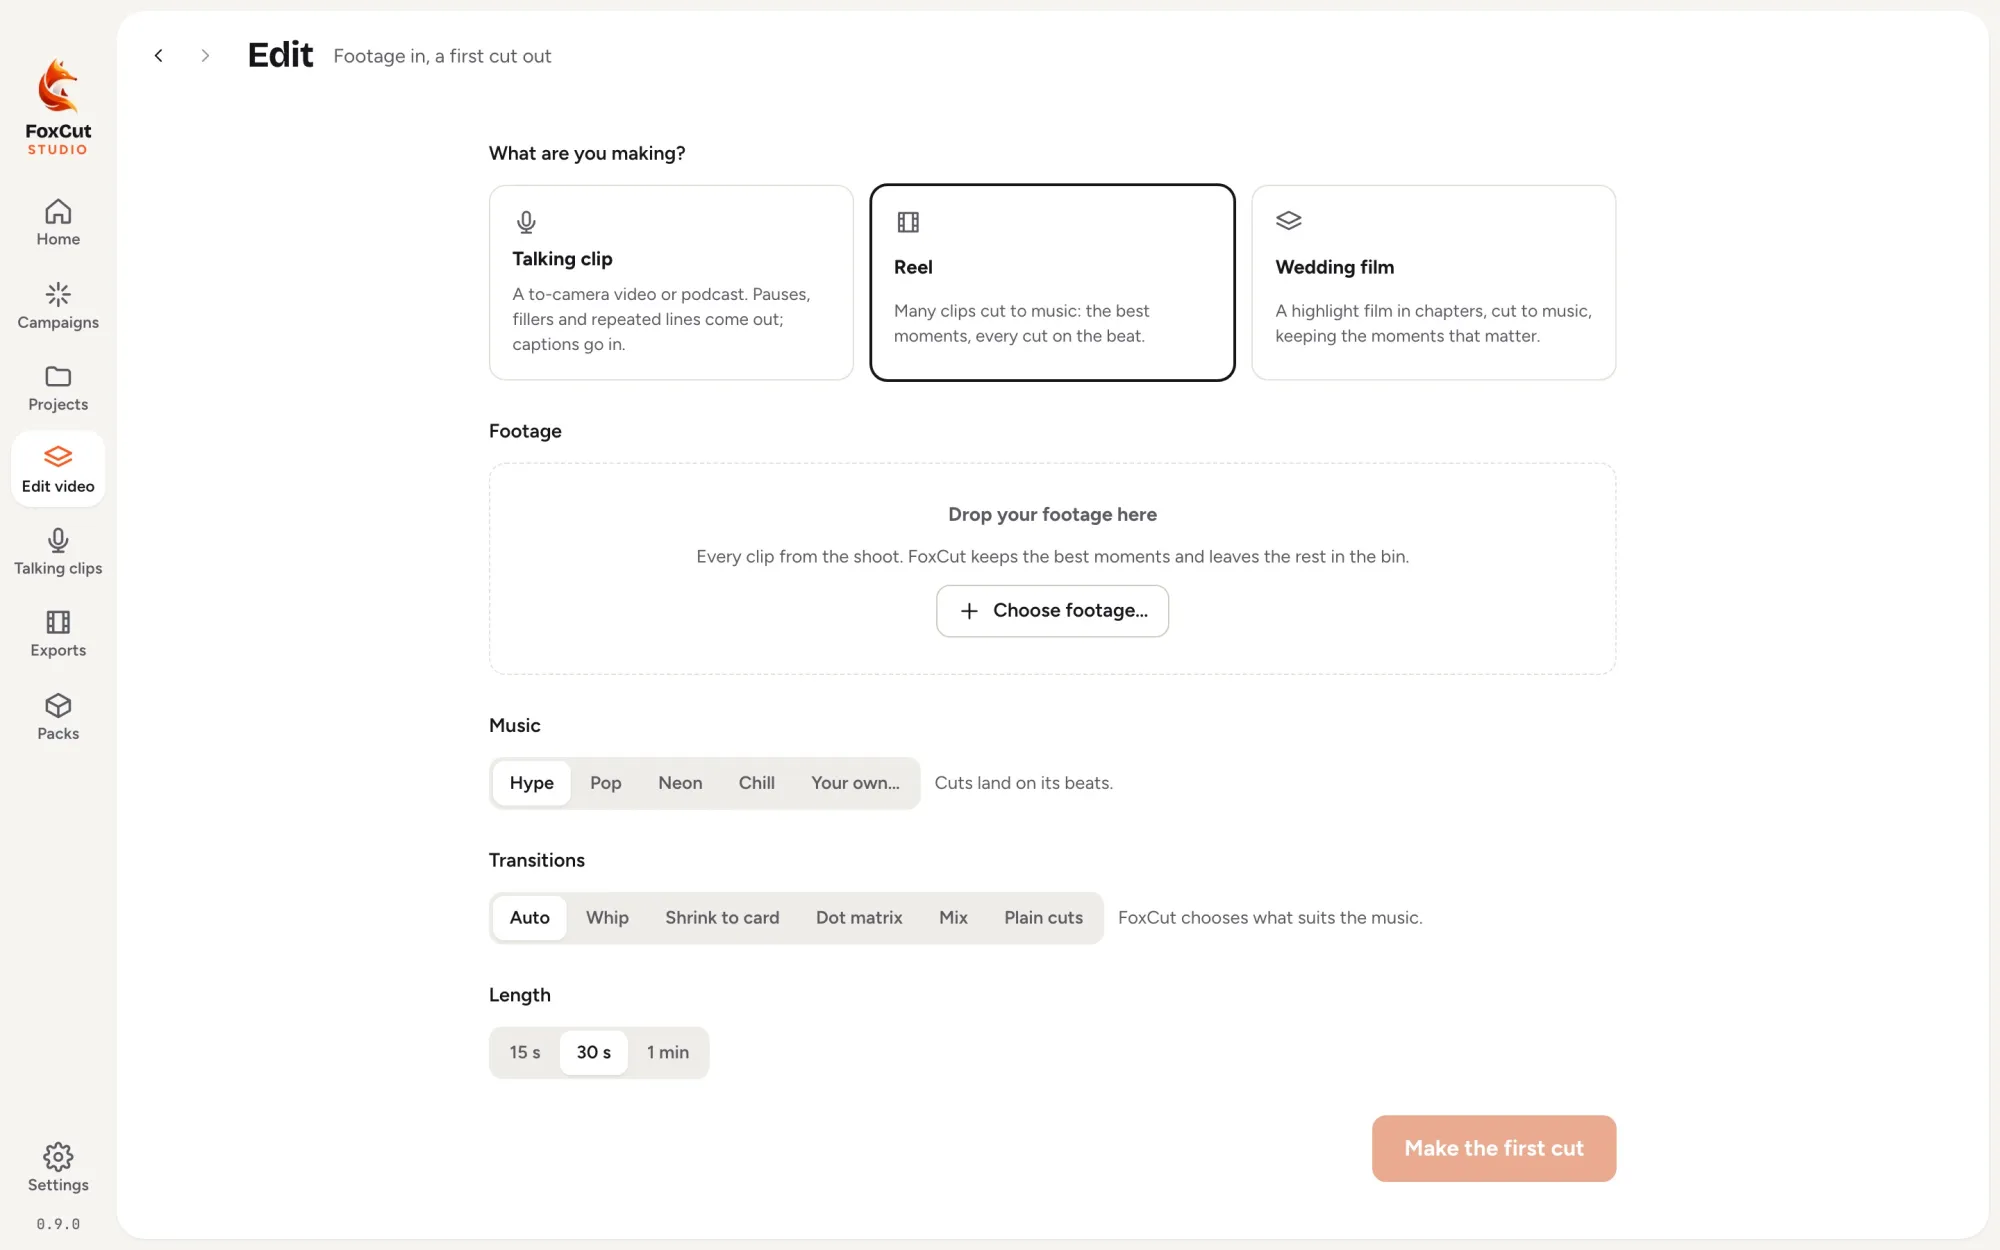 Edit
Footage in, a first cut out
FoxCut
STUDIO
Home
Campaigns
Projects
Edit video
Talking clips
Exports
Packs
Settings
0.9.0
What are you making?
Talking clip
A to-camera video or podcast. Pauses,
fillers and repeated lines come out;
captions go in.
Reel
Many clips cut to music: the best
moments, every cut on the beat.
Wedding film
A highlight film in chapters, cut to music,
keeping the moments that matter.
Footage
Drop your footage here
Every clip from the shoot. FoxCut keeps the best moments and leaves the rest in the bin.
Choose footage...
Music
Hype Pop Neon Chill Your own... Cuts land on its beats.
Transitions
Auto Whip Shrink to card Dot matrix Mix Plain cuts FoxCut chooses what suits the music.
Length
15 s 30 s 1 min
Make the first cut